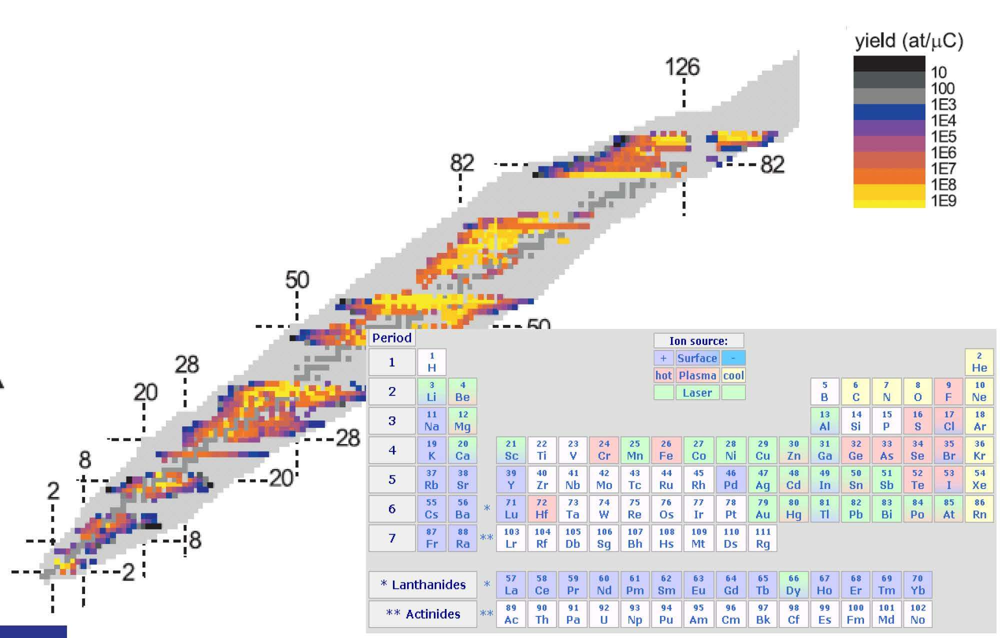 yield (at/μC)
10
100
1E3
1E4
1E5
1E6
1E7
1E8
1E9
126
82
82
50
50
28
20
28
8
20
2
8
2
Period
Ion source:
+ Surface -
hot Plasma cool
Laser
1
1 H
2 He
2
3 Li
4 Be
5 B
6 C
7 N
8 O
9 F
10 Ne
3
11 Na
12 Mg
13 Al
14 Si
15 P
16 S
17 Cl
18 Ar
4
19 K
20 Ca
21 Sc
22 Ti
23 V
24 Cr
25 Mn
26 Fe
27 Co
28 Ni
29 Cu
30 Zn
31 Ga
32 Ge
33 As
34 Se
35 Br
36 Kr
5
37 Rb
38 Sr
39 Y
40 Zr
41 Nb
42 Mo
43 Tc
44 Ru
45 Rh
46 Pd
47 Ag
48 Cd
49 In
50 Sn
51 Sb
52 Te
53 I
54 Xe
6
55 Cs
56 Ba
*
71 Lu
72 Hf
73 Ta
74 W
75 Re
76 Os
77 Ir
78 Pt
79 Au
80 Hg
81 Tl
82 Pb
83 Bi
84 Po
85 At
86 Rn
7
87 Fr
88 Ra
**
103 Lr
104 Rf
105 Db
106 Sg
107 Bh
108 Hs
109 Mt
110 Ds
111 Rg
* Lanthanides
*
57 La
58 Ce
59 Pr
60 Nd
61 Pm
62 Sm
63 Eu
64 Gd
65 Tb
66 Dy
67 Ho
68 Er
69 Tm
70 Yb
** Actinides
**
89 Ac
90 Th
91 Pa
92 U
93 Np
94 Pu
95 Am
96 Cm
97 Bk
98 Cf
99 Es
100 Fm
101 Md
102 No